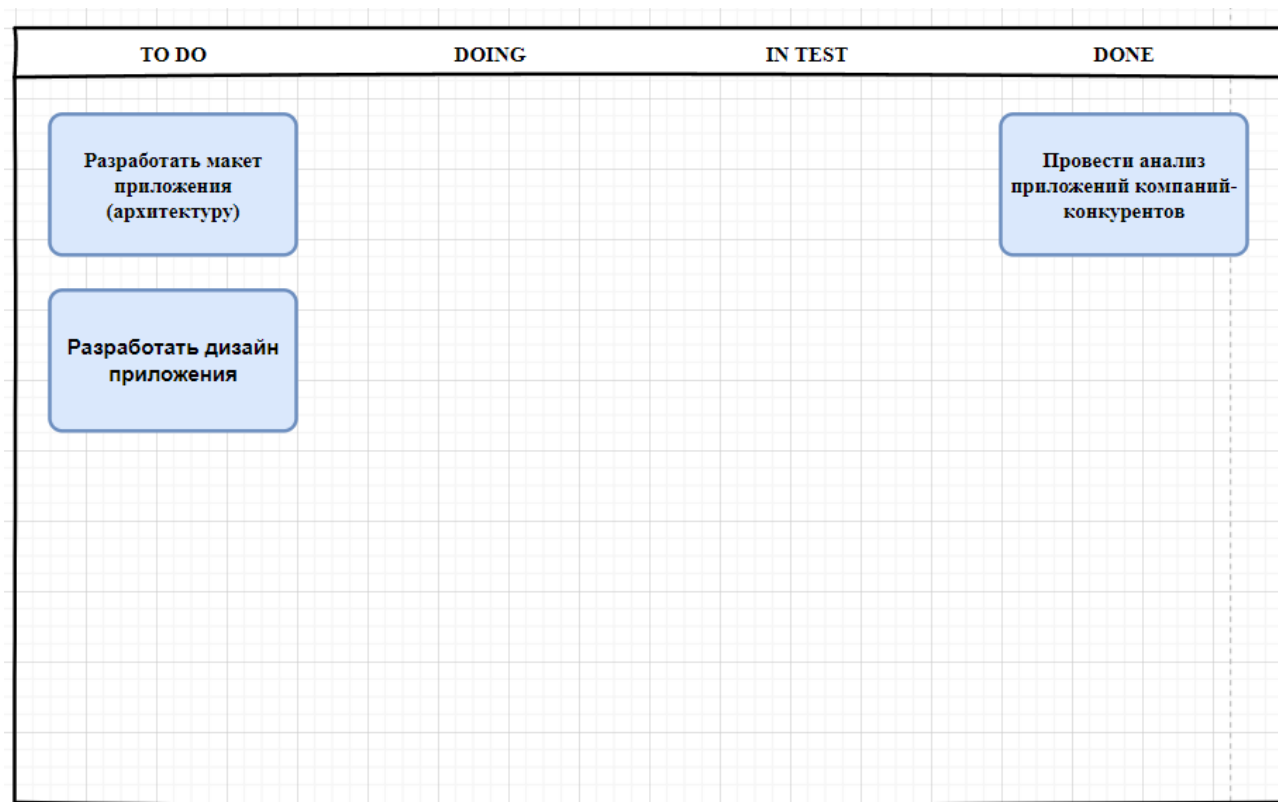 TO DO
DOING
IN TEST
DONE
Разработать макет
приложения
(архитектуру)
Провести анализ
приложений компаний-
конкурентов
Разработать дизайн
приложения